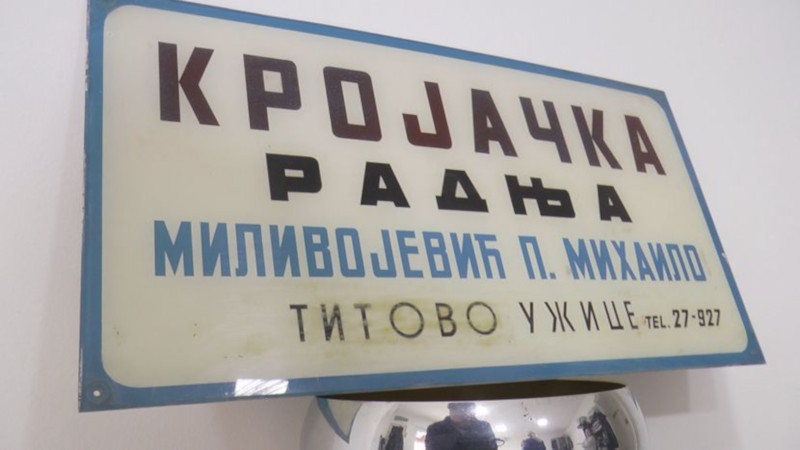 КРОЈАЧКА
РАДЊА
МИЛИВОЈЕВИЋ П. МИХАИЛО
ТИТОВО УЖИЦЕ TEL. 27-927